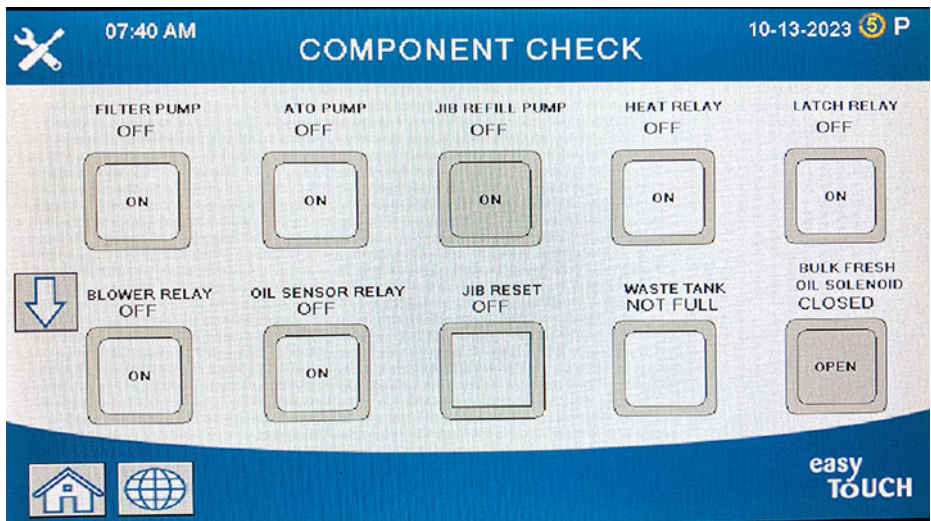 07:40 AM
10-13-2023 5 P
COMPONENT CHECK
FILTER PUMP
OFF
ON
ATO PUMP
OFF
ON
JIB REFILL PUMP
OFF
ON
HEAT RELAY
OFF
ON
LATCH RELAY
OFF
ON
BLOWER RELAY
OFF
ON
OIL SENSOR RELAY
OFF
ON
JIB RESET
OFF
WASTE TANK
NOT FULL
BULK FRESH
OIL SOLENOID
CLOSED
OPEN
easy
TOUCH